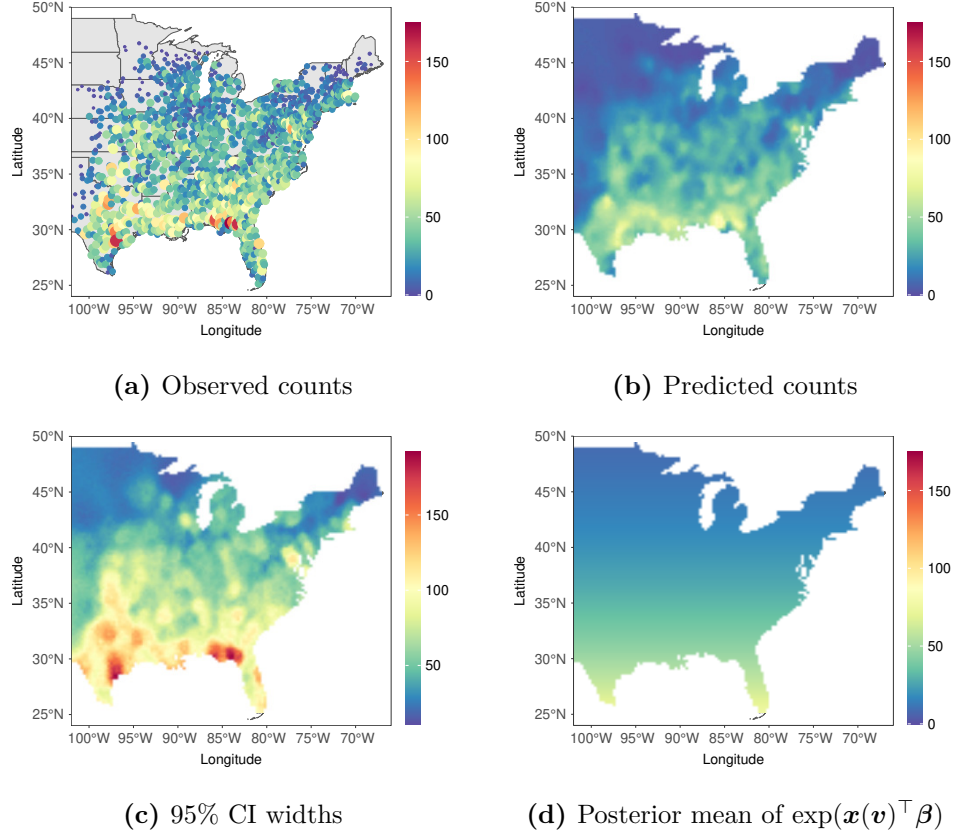 50°N
45°N
40°N
35°N
30°N
25°N
Latitude
100°W 95°W 90°W 85°W 80°W 75°W 70°W
Longitude
150
100
50
0
(a) Observed counts
50°N
45°N
40°N
35°N
30°N
25°N
Latitude
100°W 95°W 90°W 85°W 80°W 75°W 70°W
Longitude
150
100
50
0
(b) Predicted counts
50°N
45°N
40°N
35°N
30°N
25°N
Latitude
100°W 95°W 90°W 85°W 80°W 75°W 70°W
Longitude
150
100
50
(c) 95% CI widths
50°N
45°N
40°N
35°N
30°N
25°N
Latitude
100°W 95°W 90°W 85°W 80°W 75°W 70°W
Longitude
150
100
50
0
(d) Posterior mean of exp(x(v)⊤β)